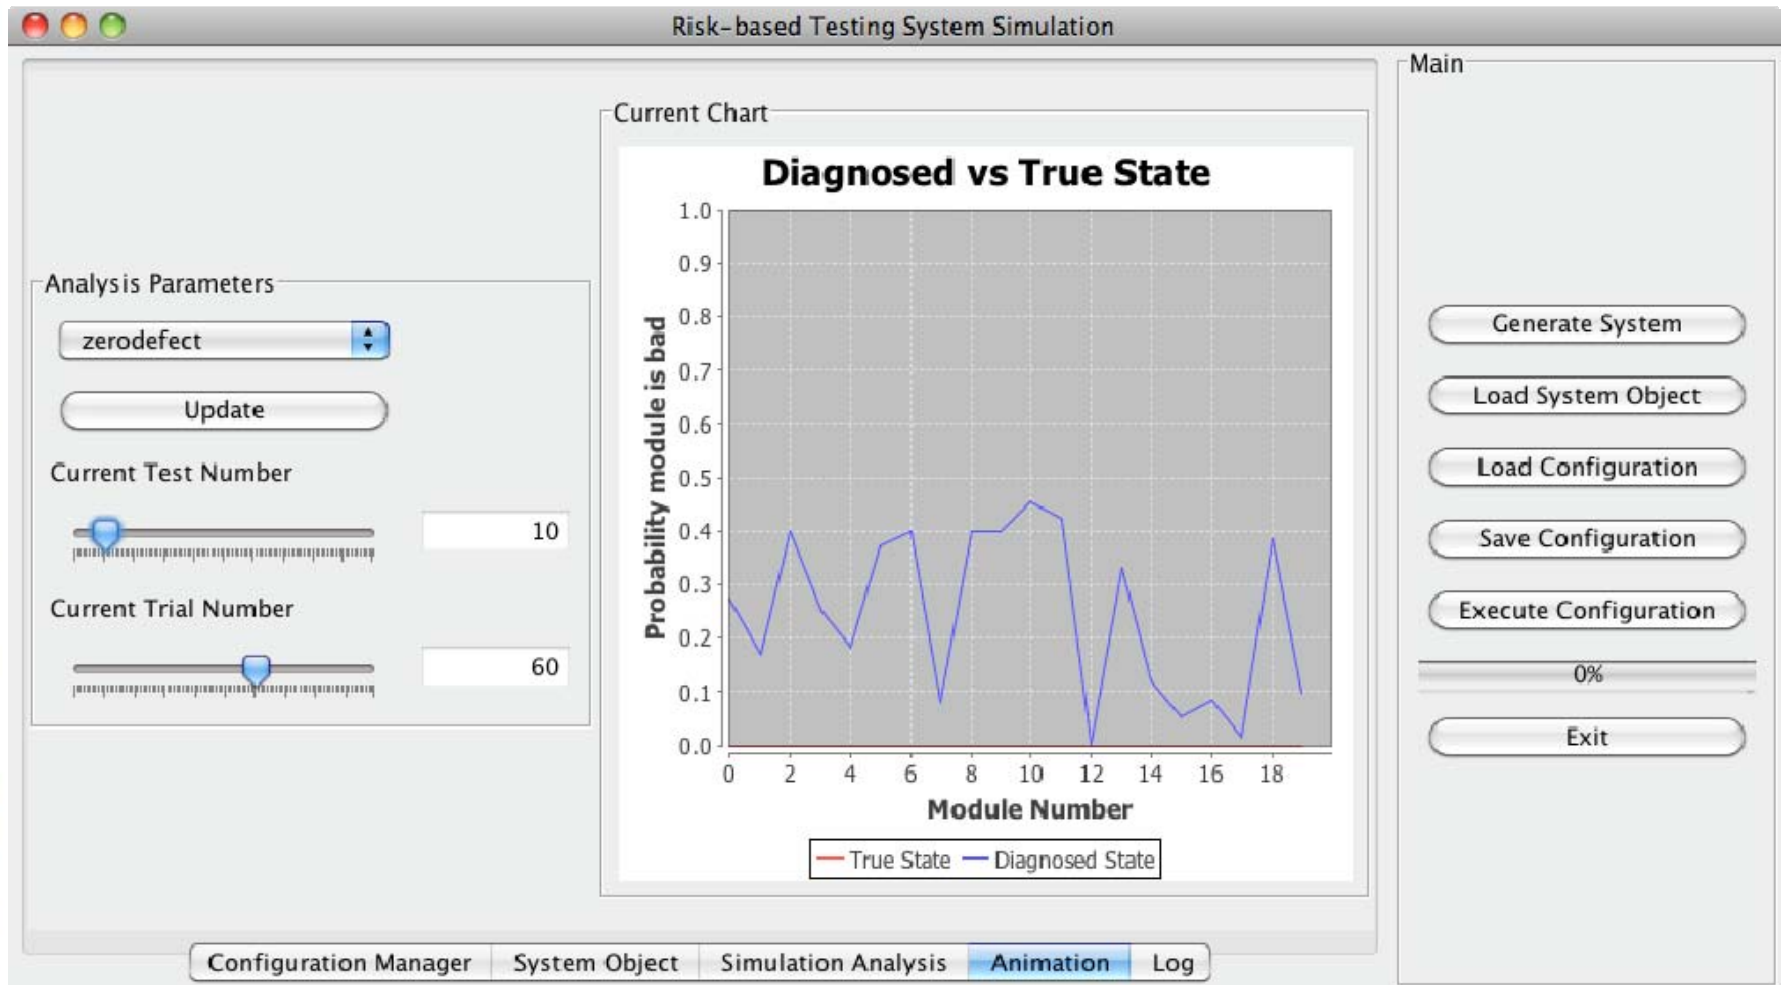 Risk-based Testing System Simulation
Analysis Parameters
zerodefect
Update
Current Test Number
10
Current Trial Number
60
Current Chart
Diagnosed vs True State
Probability module is bad
1.0
0.9
0.8
0.7
0.6
0.5
0.4
0.3
0.2
0.1
0.0
0 2 4 6 8 10 12 14 16 18
Module Number
True State Diagnosed State
Main
Generate System
Load System Object
Load Configuration
Save Configuration
Execute Configuration
0%
Exit
Configuration Manager System Object Simulation Analysis Animation Log